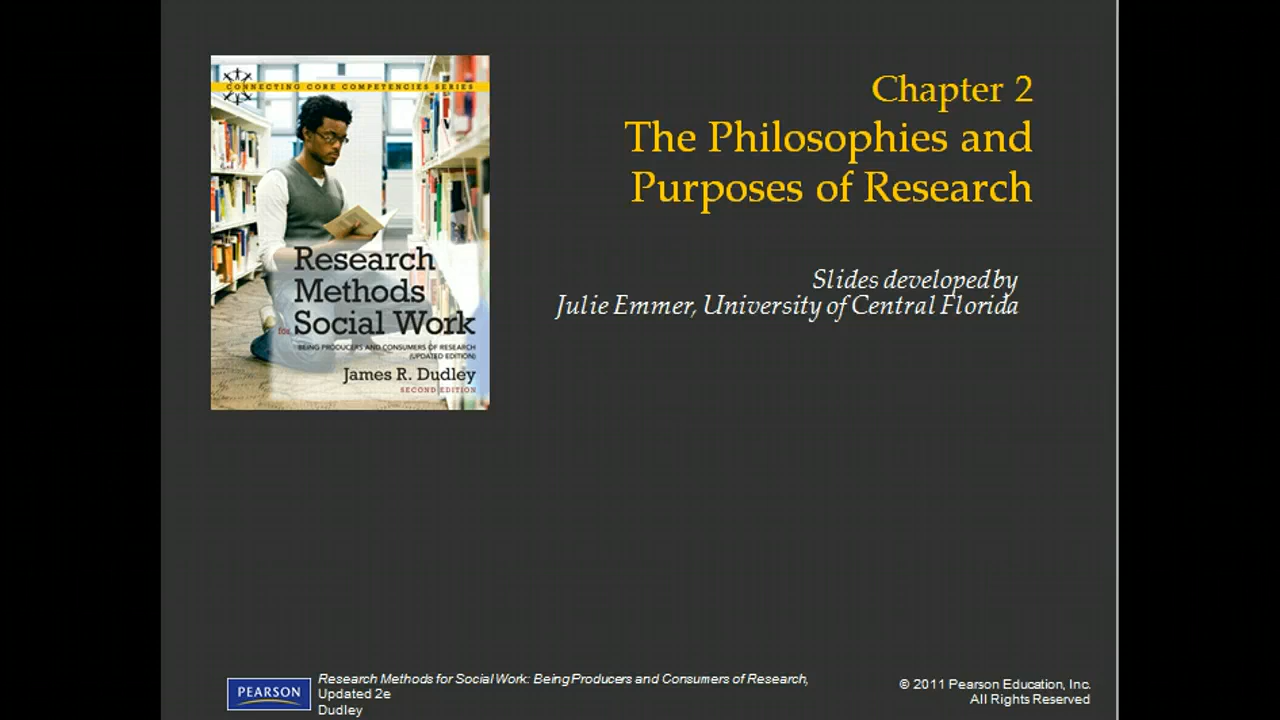 CONNECTING CORE COMPETENCIES SERIES
Research
Methods
for Social Work
BEING PRODUCERS AND CONSUMERS OF RESEARCH
(UPDATED EDITION)
James R. Dudley
SECOND EDITION
Chapter 2
The Philosophies and
Purposes of Research
Slides developed by
Julie Emmer, University of Central Florida
PEARSON
Research Methods for Social Work: Being Producers and Consumers of Research,
Updated 2e
Dudley
© 2011 Pearson Education, Inc.
All Rights Reserved